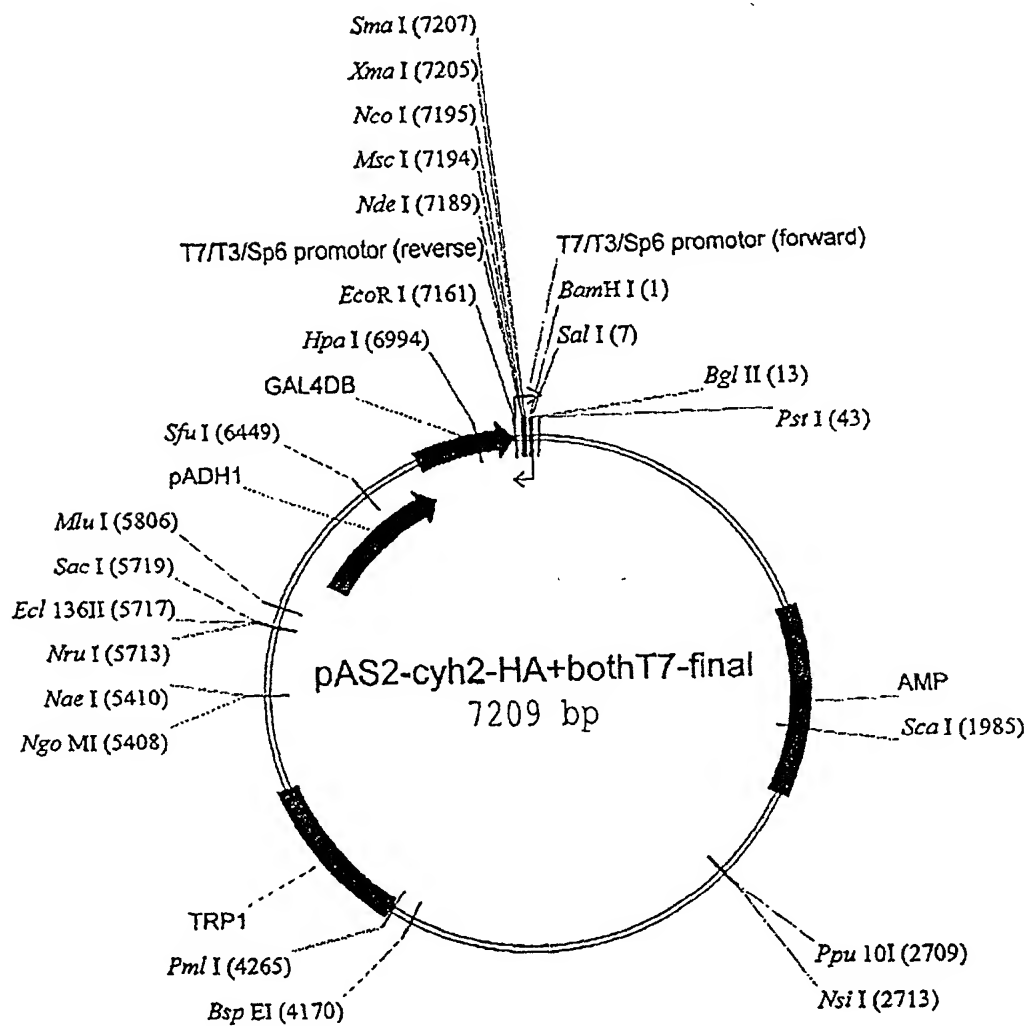 Sma I (7207)
Xma I (7205)
Nco I (7195)
Msc I (7194)
Nde I (7189)
T7/T3/Sp6 promotor (reverse)
EcoR I (7161)
Hpa I (6994)
GAL4DB
Sfu I (6449)
pADH1
Mlu I (5806)
Sac I (5719)
Ecl 136II (5717)
Nru I (5713)
Nae I (5410)
Ngo MI (5408)
TRP1
Pml I (4265)
Bsp EI (4170)
T7/T3/Sp6 promotor (forward)
BamH I (1)
Sal I (7)
Bgl II (13)
Pst I (43)
AMP
Sca I (1985)
Ppu 10I (2709)
Nsi I (2713)
pAS2-cyh2-HA+bothT7-final
7209 bp